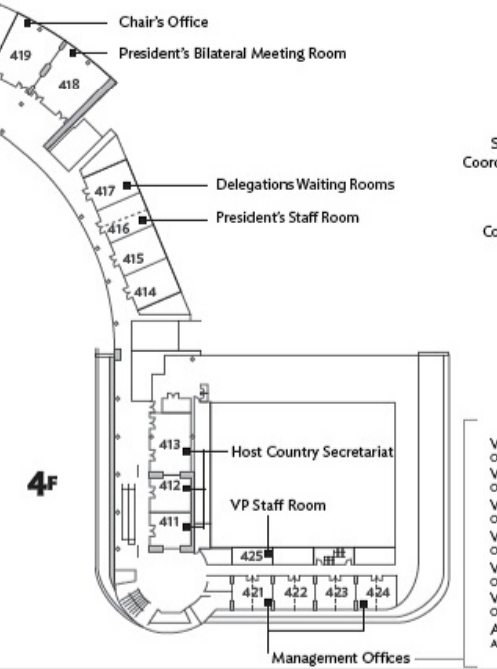 Chair's Office
419
President's Bilateral Meeting Room
418
417
Delegations Waiting Rooms
416
President's Staff Room
415
414
413
Host Country Secretariat
4F
412
VP Staff Room
411
425
421 422 423 424
Management Offices